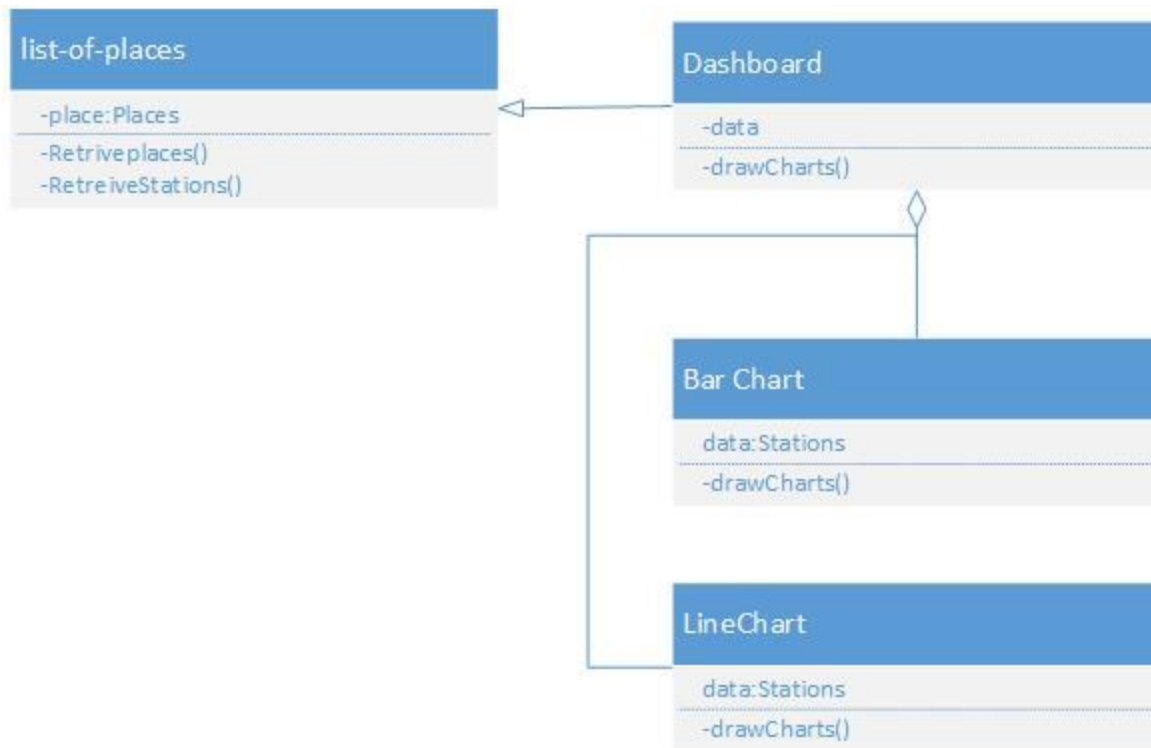 list-of-places
-place:Places
-Retriveplaces()
-RetreiveStations()
Dashboard
-data
-drawCharts()
Bar Chart
data:Stations
-drawCharts()
LineChart
data:Stations
-drawCharts()